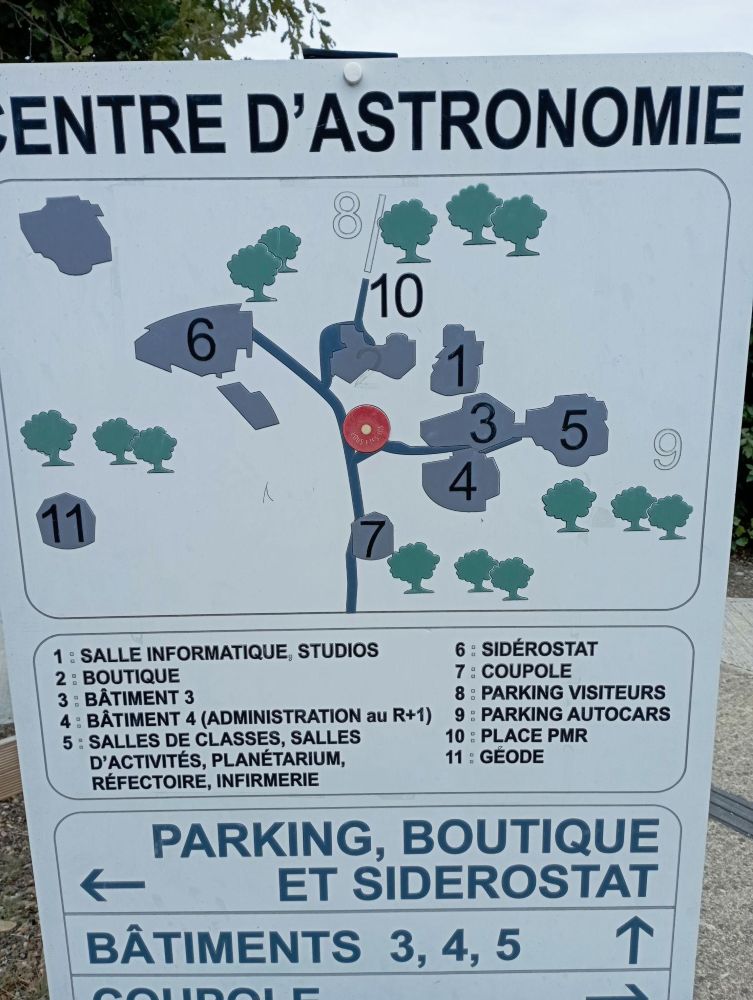 CENTRE D'ASTRONOMIE
8
10
6
2
1
3
5
9
4
11
7
1 : SALLE INFORMATIQUE, STUDIOS
2 : BOUTIQUE
3 : BÂTIMENT 3
4 : BÂTIMENT 4 (ADMINISTRATION au R+1)
5 : SALLES DE CLASSES, SALLES
D'ACTIVITÉS, PLANÉTARIUM,
RÉFECTOIRE, INFIRMERIE
6 : SIDÉROSTAT
7 : COUPOLE
8 : PARKING VISITEURS
9 : PARKING AUTOCARS
10 : PLACE PMR
11 : GÉODE
PARKING, BOUTIQUE
ET SIDEROSTAT
BÂTIMENTS 3, 4, 5
COUPOLE